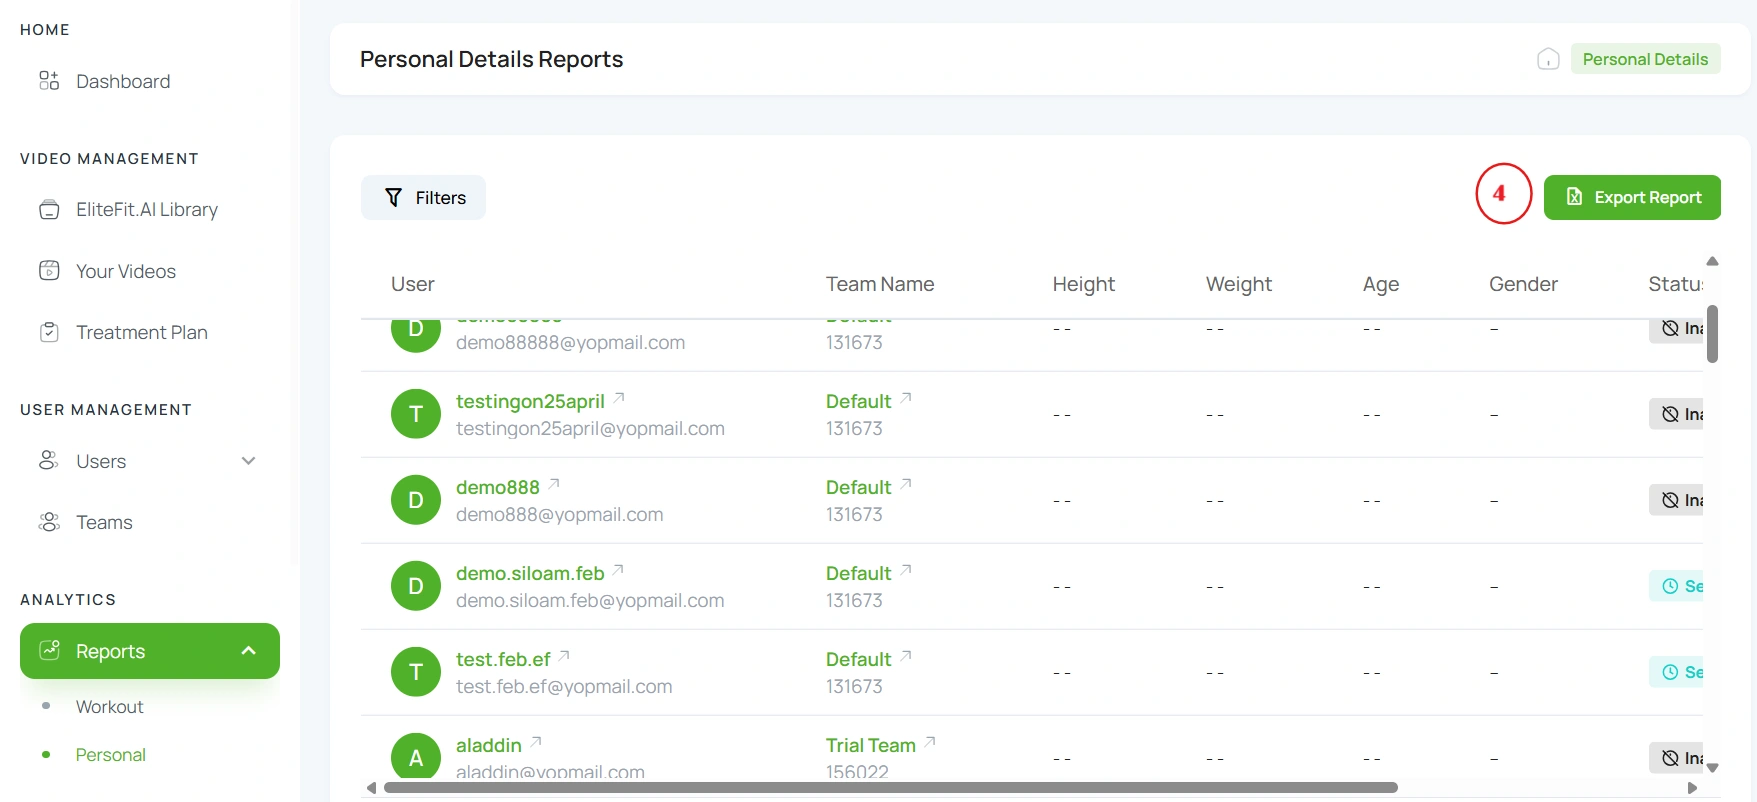 HOME
Dashboard
VIDEO MANAGEMENT
EliteFit.AI Library
Your Videos
Treatment Plan
USER MANAGEMENT
Users
Teams
ANALYTICS
Reports
Workout
Personal
Personal Details Reports
Personal Details
Filters
4
Export Report
User Team Name Height Weight Age Gender Status
D Default
demo88888@yopmail.com 131673 -- -- -- – Ina
T testingon25april Default
testingon25april@yopmail.com 131673 -- -- -- – Ina
D demo888 Default
demo888@yopmail.com 131673 -- -- -- – Ina
D demo.siloam.feb Default
demo.siloam.feb@yopmail.com 131673 -- -- -- – Se
T test.feb.ef Default
test.feb.ef@yopmail.com 131673 -- -- -- – Se
A aladdin Trial Team
aladdin@yopmail.com 156022 -- -- -- – Ina